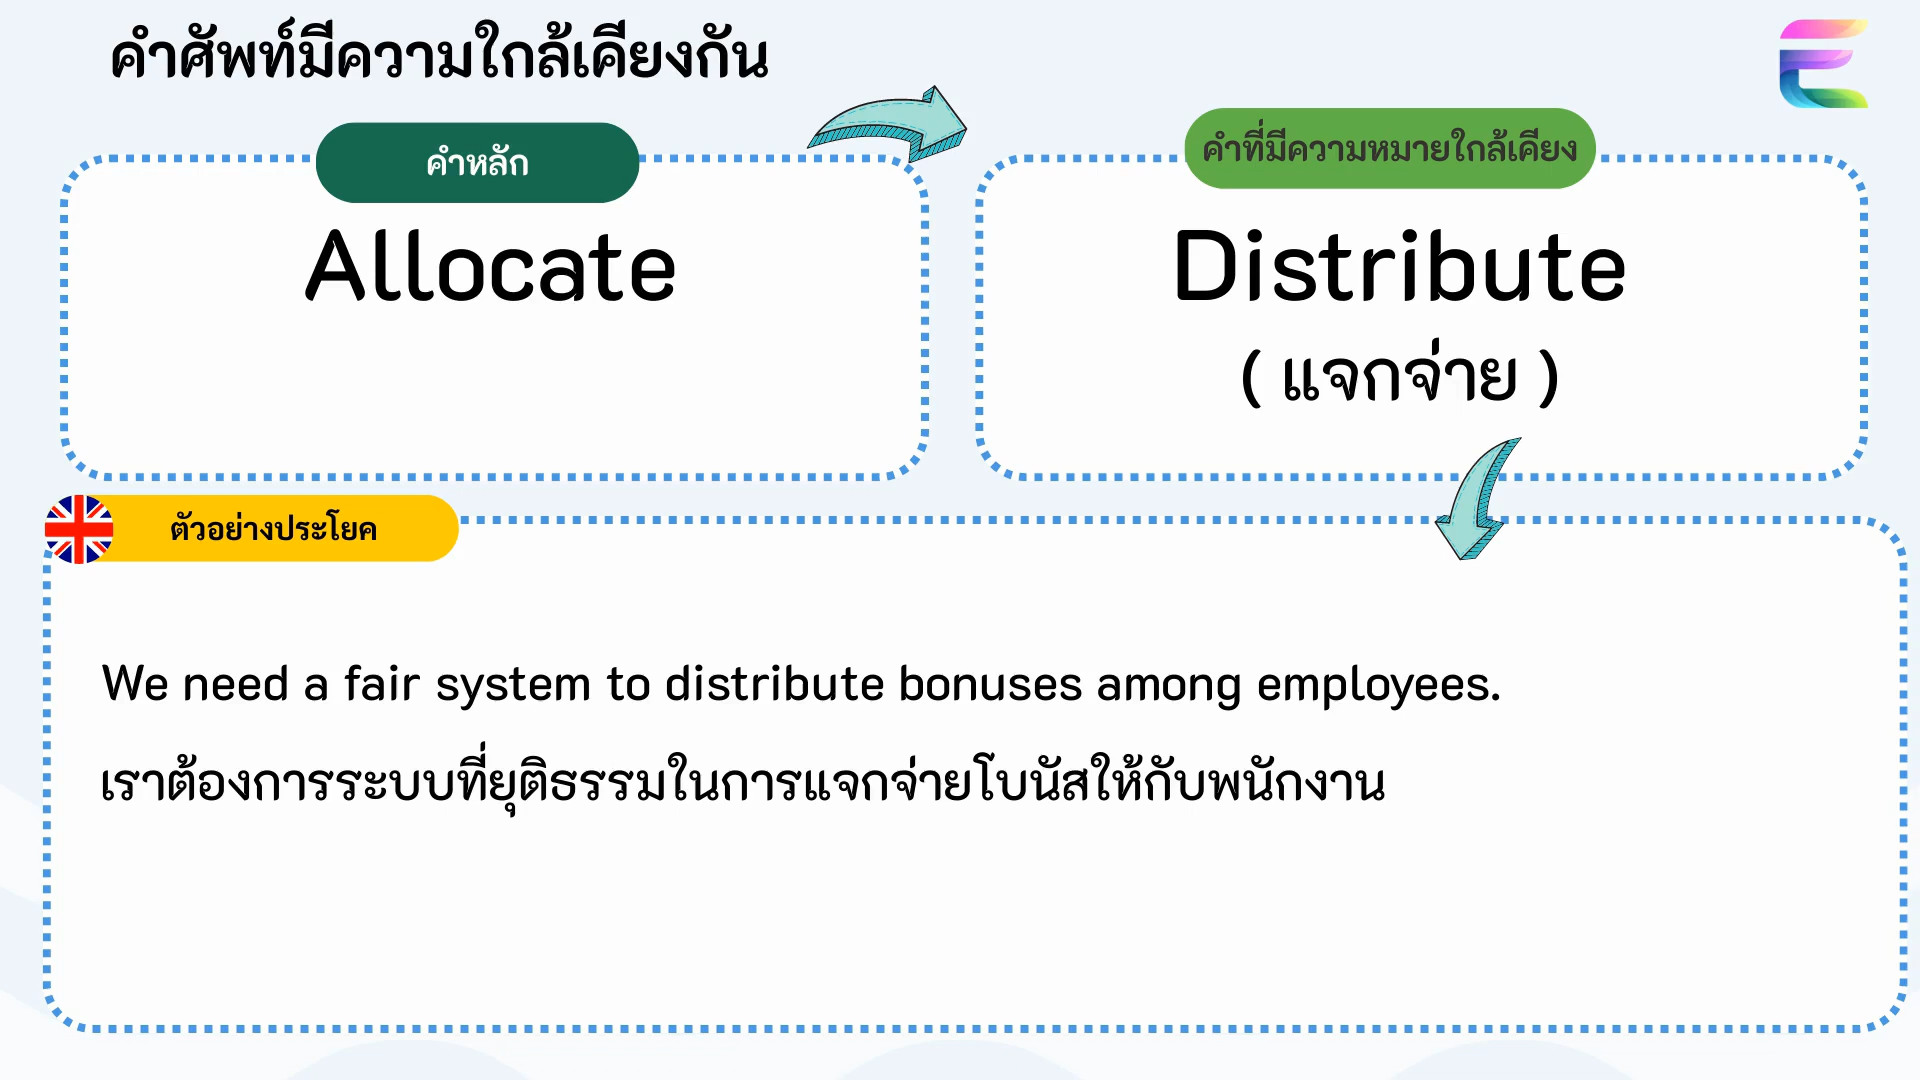 คำศัพท์มีความใกล้เคียงกัน
คำหลัก
Allocate
คำที่มีความหมายใกล้เคียง
Distribute
( แจกจ่าย )
ตัวอย่างประโยค
We need a fair system to distribute bonuses among employees.
เราต้องการระบบที่ยุติธรรมในการแจกจ่ายโบนัสให้กับพนักงาน